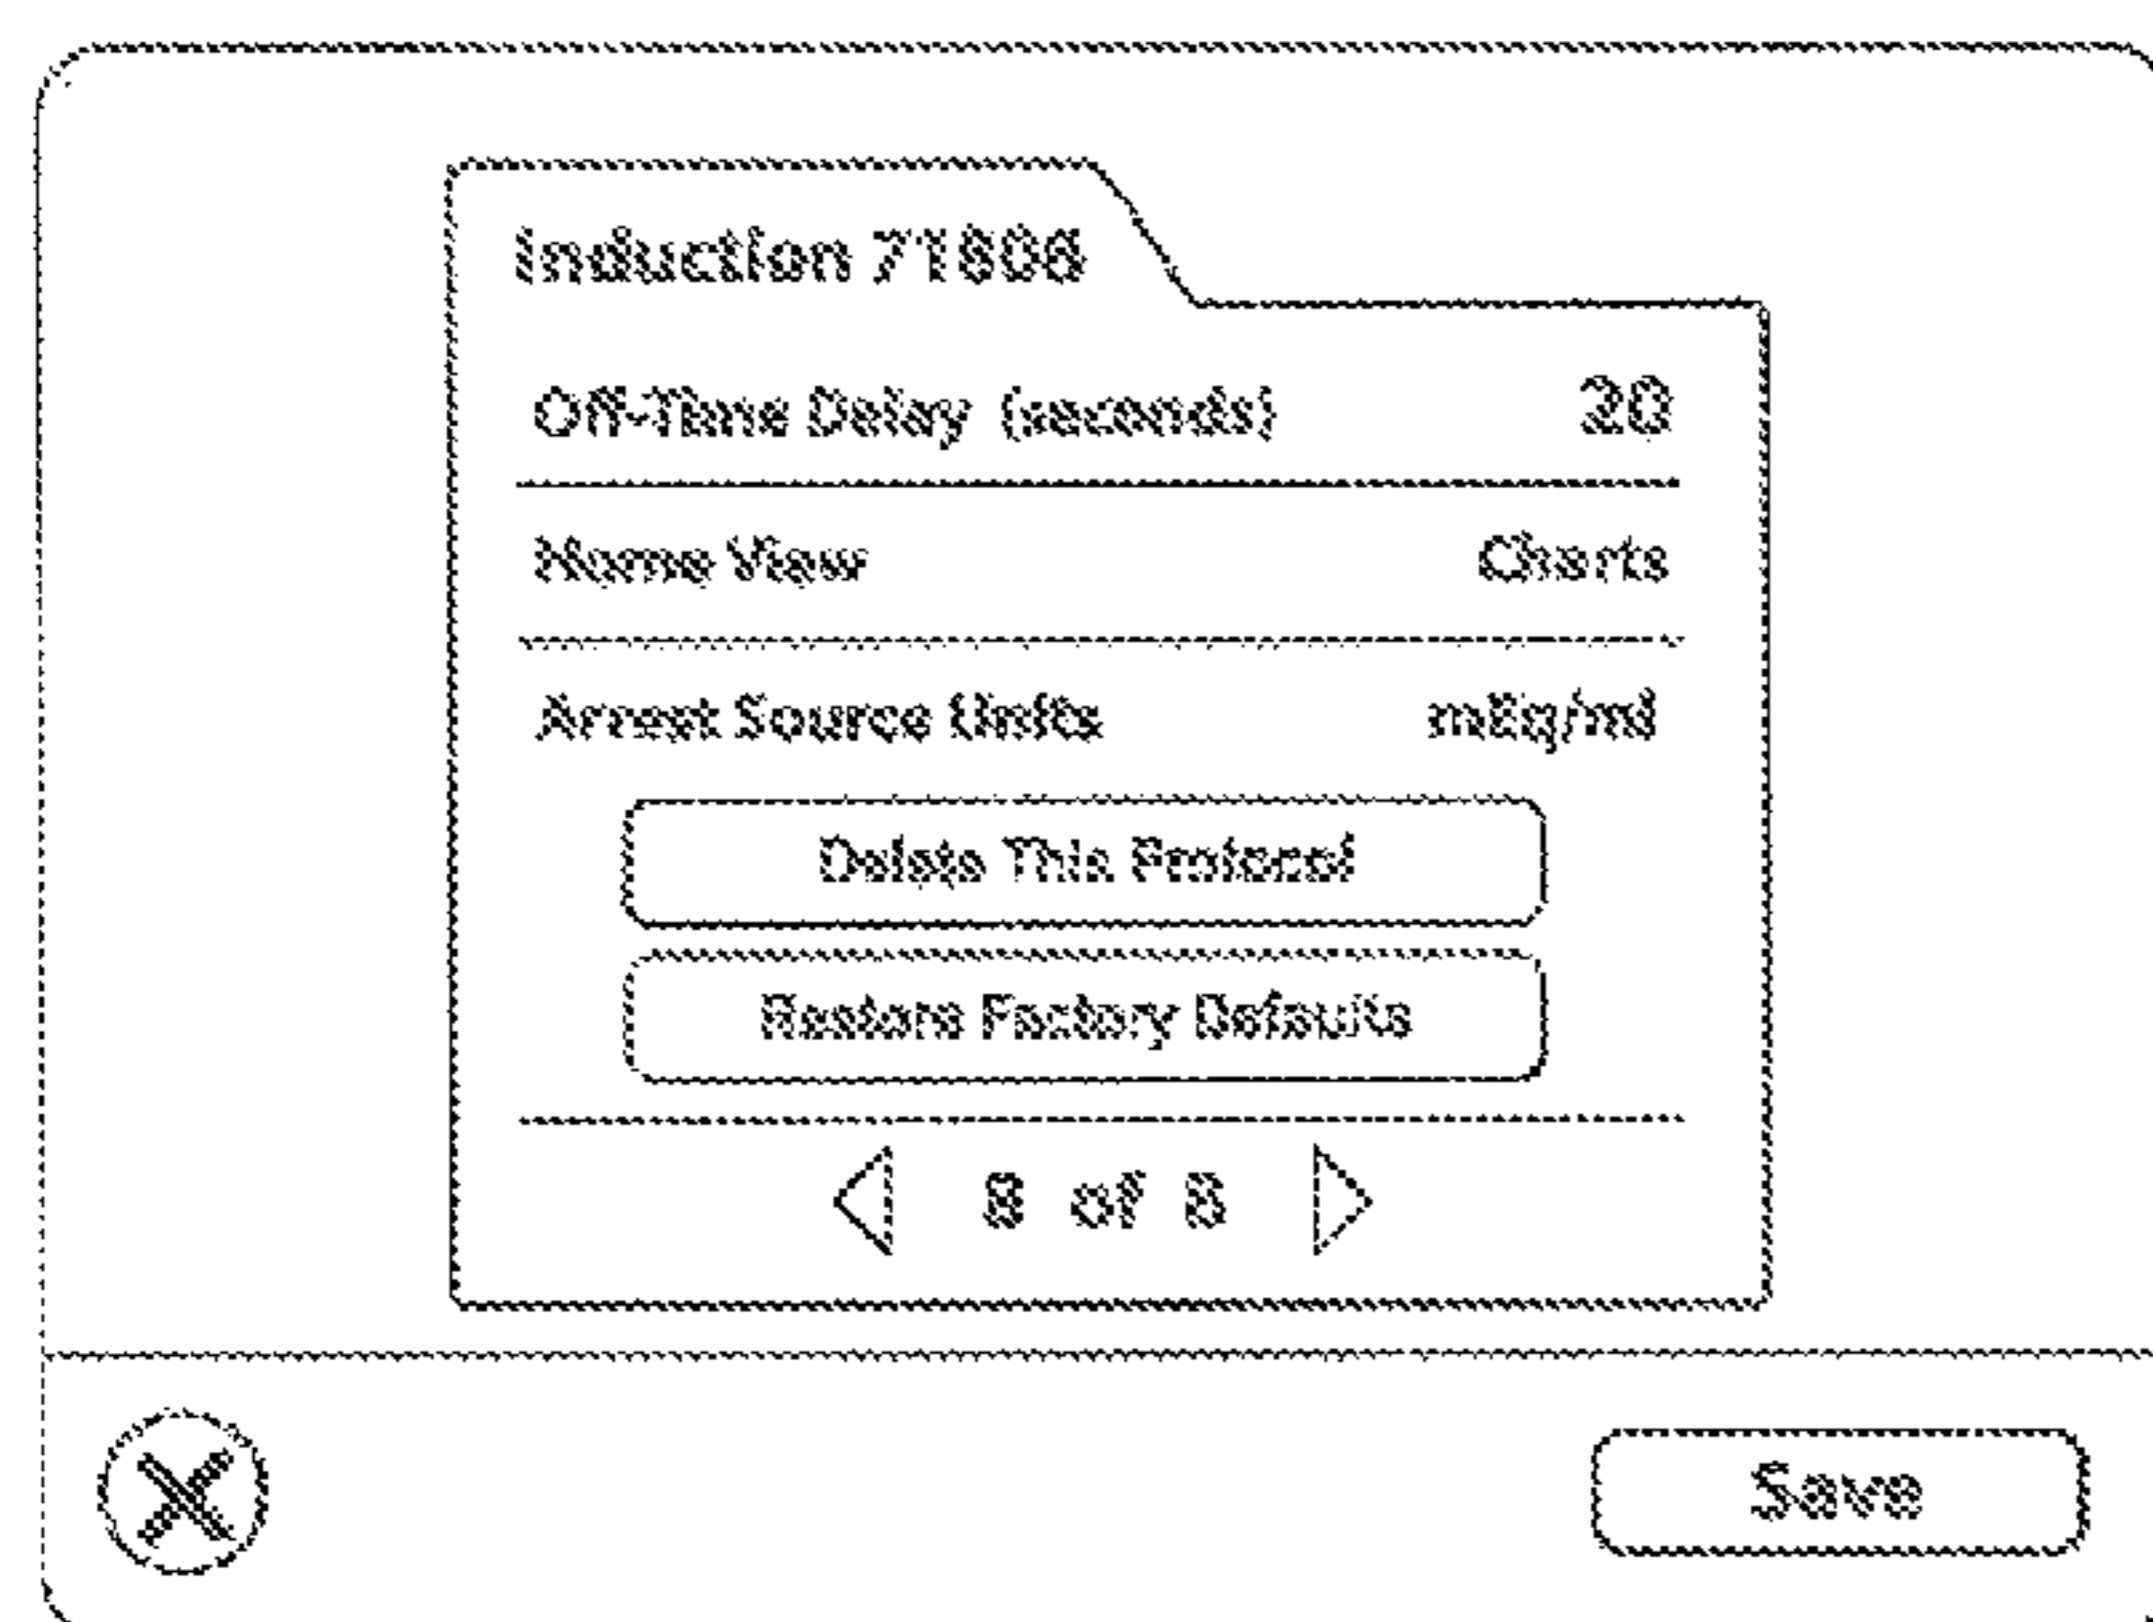 Induction 71806
Off-Time Delay (seconds) 20
Home View Charts
Arrest Source Units mEq/ml
Delete This Protocol
Restore Factory Defaults
8 of 8
Save